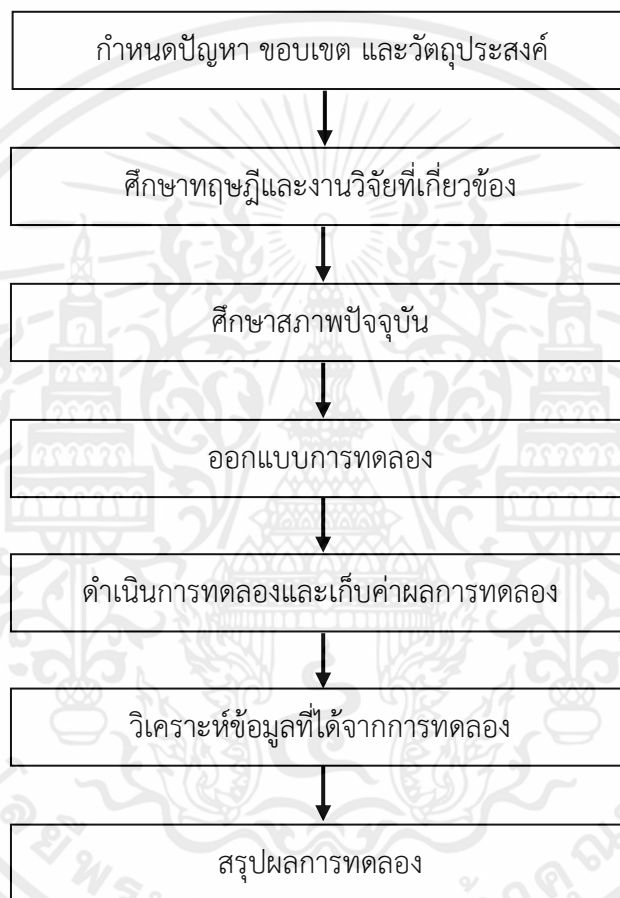 กำหนดปัญหา ขอบเขต และวัตถุประสงค์
ศึกษาทฤษฎีและงานวิจัยที่เกี่ยวข้อง
ศึกษาสภาพปัจจุบัน
ออกแบบการทดลอง
ดำเนินการทดลองและเก็บค่าผลการทดลอง
วิเคราะห์ข้อมูลที่ได้จากการทดลอง
สรุปผลการทดลอง